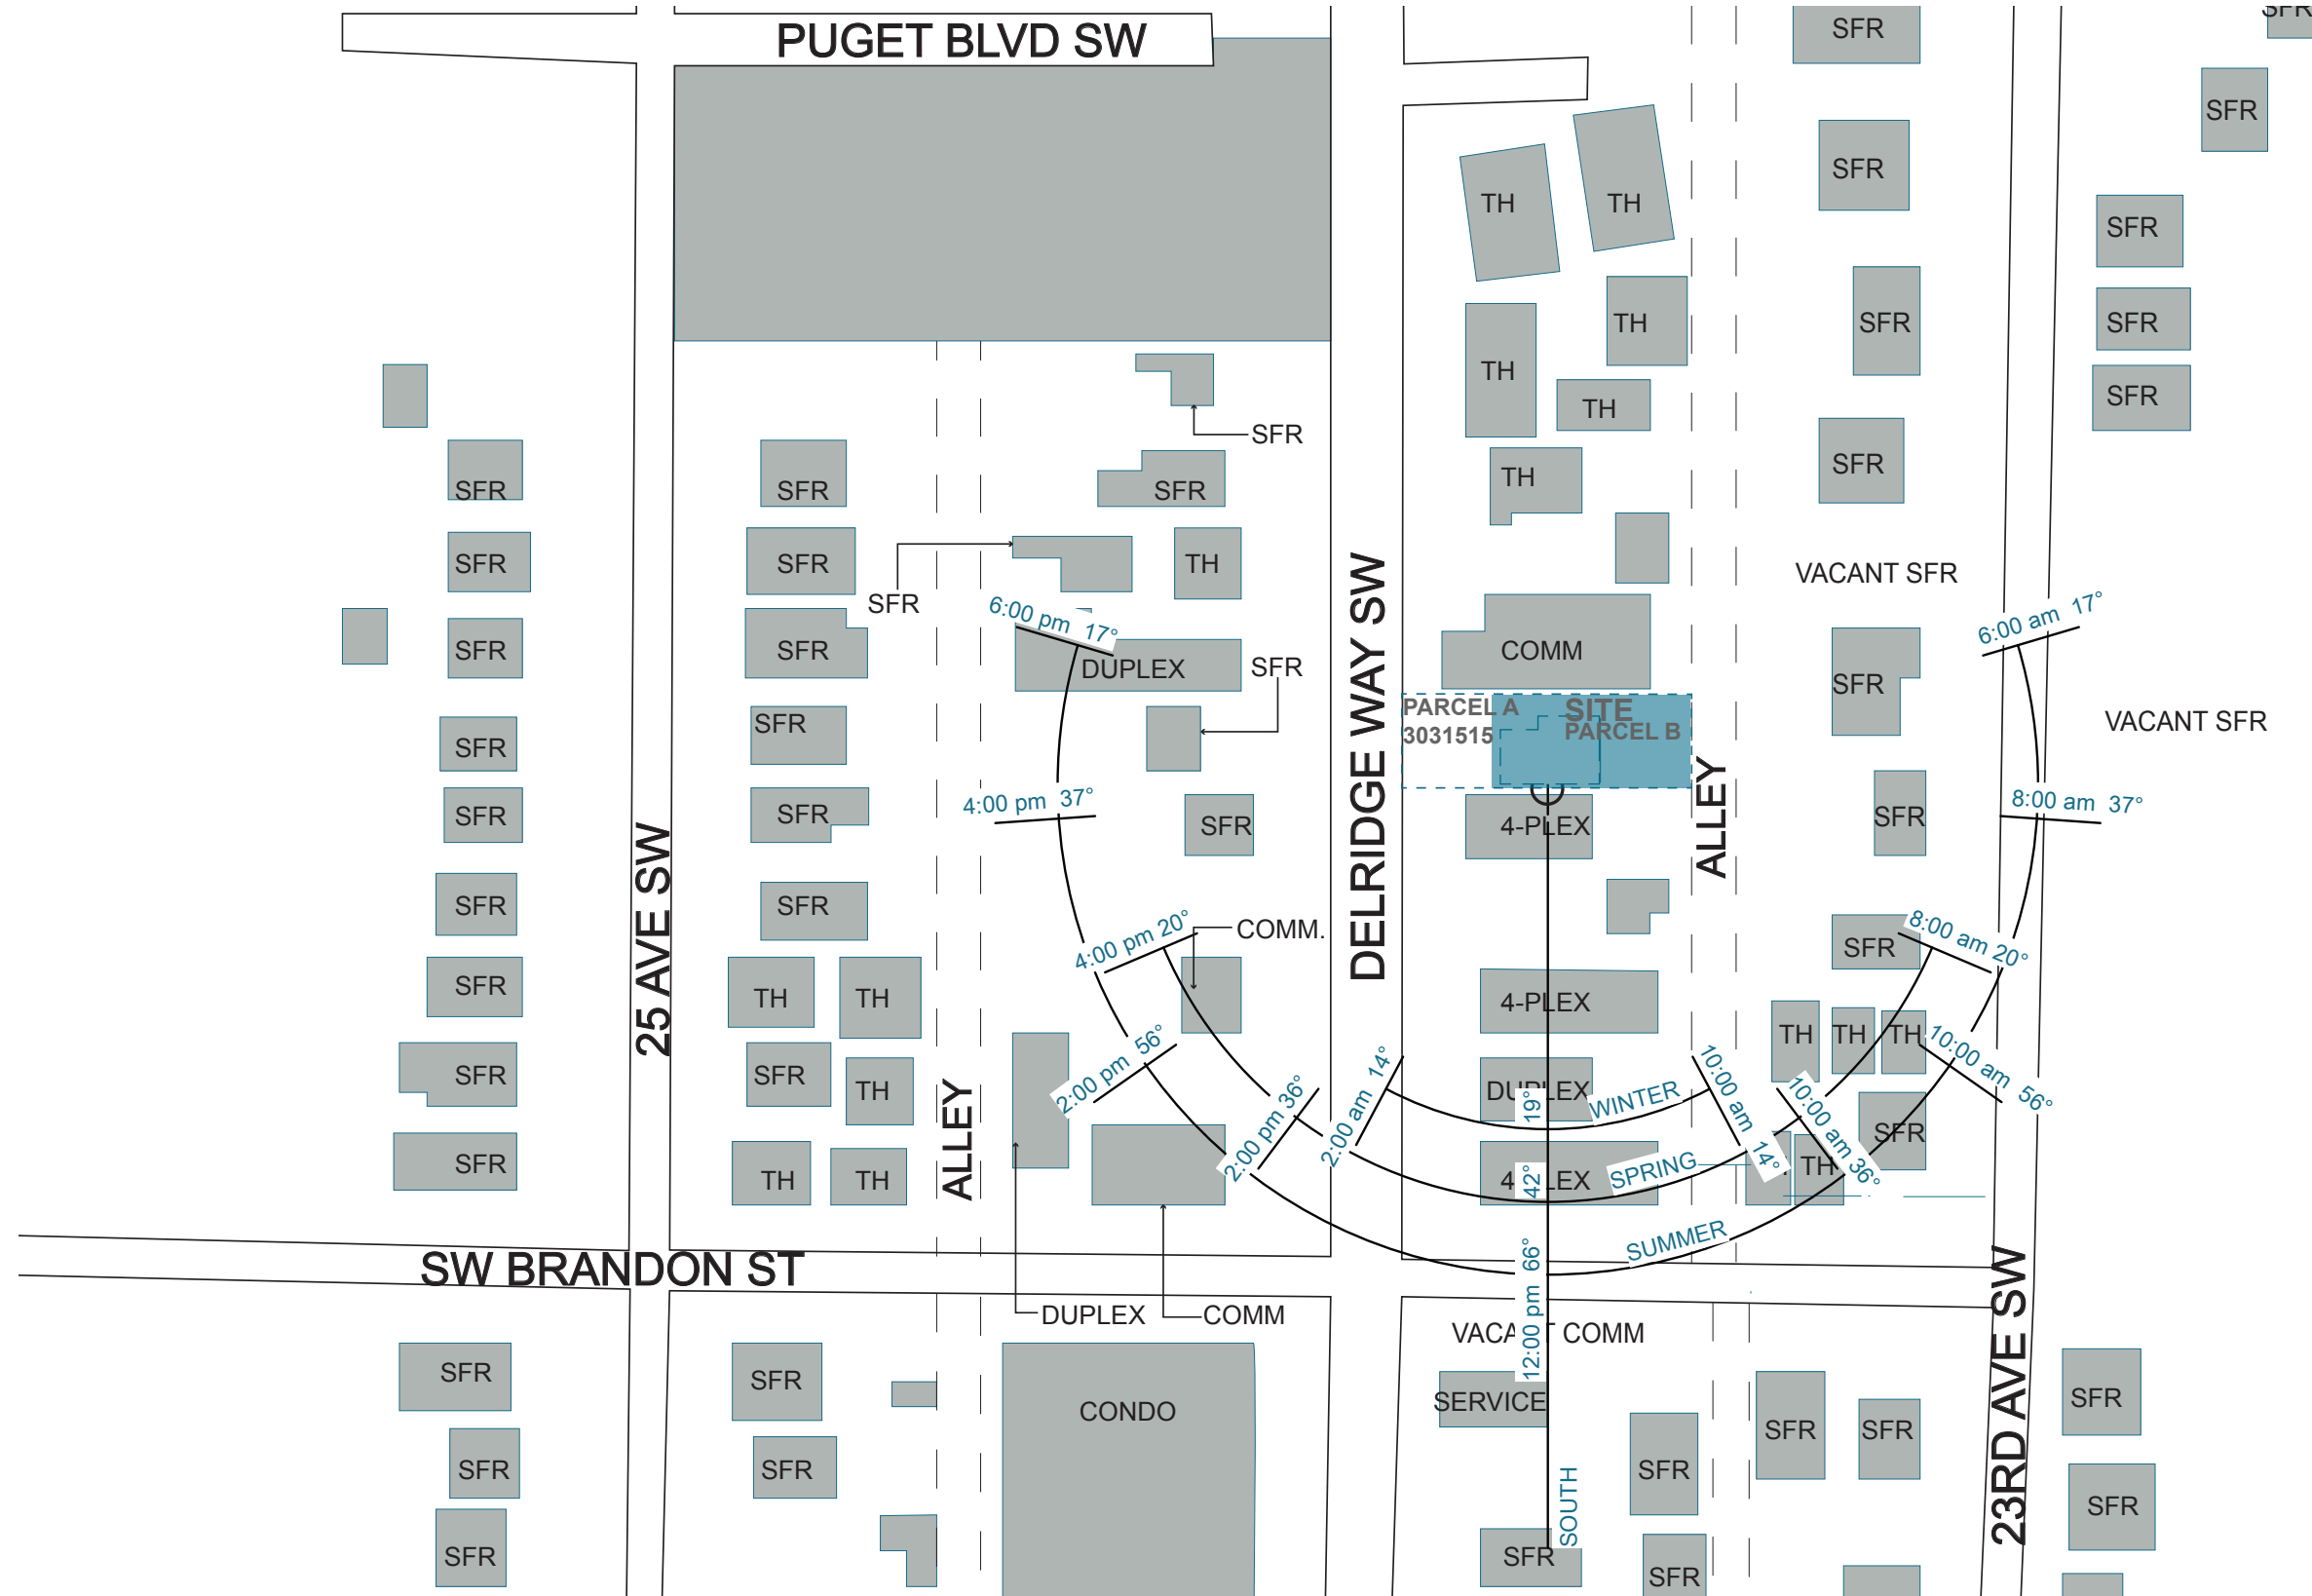 PUGET BLVD SW
SFR
SFR
SFR
SFR
TH
TH
SFR
TH
SFR
SFR
TH
SFR
TH
SFR
SFR
SFR
SFR
SFR
TH
SFR
SFR
SFR
TH
VACANT SFR
SFR
6:00 pm 17°
6:00 am 17°
SFR
SFR
DUPLEX
SFR
COMM
SFR
DELRIDGE WAY SW
PARCEL A
3031515
SITE
PARCEL B
VACANT SFR
SFR
SFR
4:00 pm 37°
8:00 am 37°
SFR
SFR
SFR
4-PLEX
ALLEY
SFR
25 AVE SW
SFR
SFR
4:00 pm 20°
COMM.
8:00 am 20°
SFR
SFR
TH
TH
4-PLEX
TH
TH
TH
10:00 am 56°
2:00 pm 56°
SFR
SFR
TH
2:00 pm 36°
2:00 am 14°
DUPLEX
19°
WINTER
10:00 am 14°
10:00 am 36°
SFR
ALLEY
SFR
TH
TH
4-PLEX
42°
SPRING
TH
SUMMER
SW BRANDON ST
12:00 pm 66°
23RD AVE SW
DUPLEX
COMM
COMM
SFR
SFR
CONDO
SERVICE
SFR
SFR
SFR
SFR
SFR
SFR
SOUTH
SFR
SFR
SFR
SFR